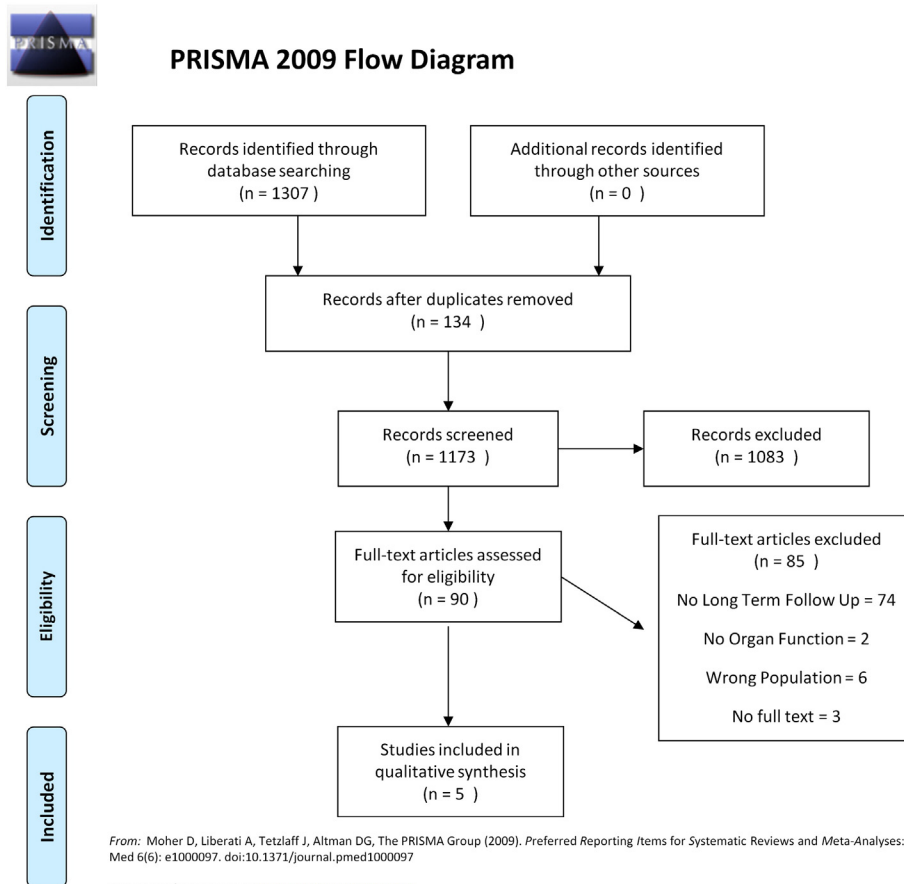 PRISMA
PRISMA 2009 Flow Diagram
Identification
Records identified through
database searching
(n = 1307 )
Additional records identified
through other sources
(n = 0 )
Records after duplicates removed
(n = 134 )
Screening
Records screened
(n = 1173 )
Records excluded
(n = 1083 )
Eligibility
Full-text articles assessed
for eligibility
(n = 90 )
Full-text articles excluded
(n = 85 )
No Long Term Follow Up = 74
No Organ Function = 2
Wrong Population = 6
No full text = 3
Included
Studies included in
qualitative synthesis
(n = 5 )
From: Moher D, Liberati A, Tetzlaff J, Altman DG, The PRISMA Group (2009). Preferred Reporting Items for Systematic Reviews and Meta-Analyses:
Med 6(6): e1000097. doi:10.1371/journal.pmed1000097